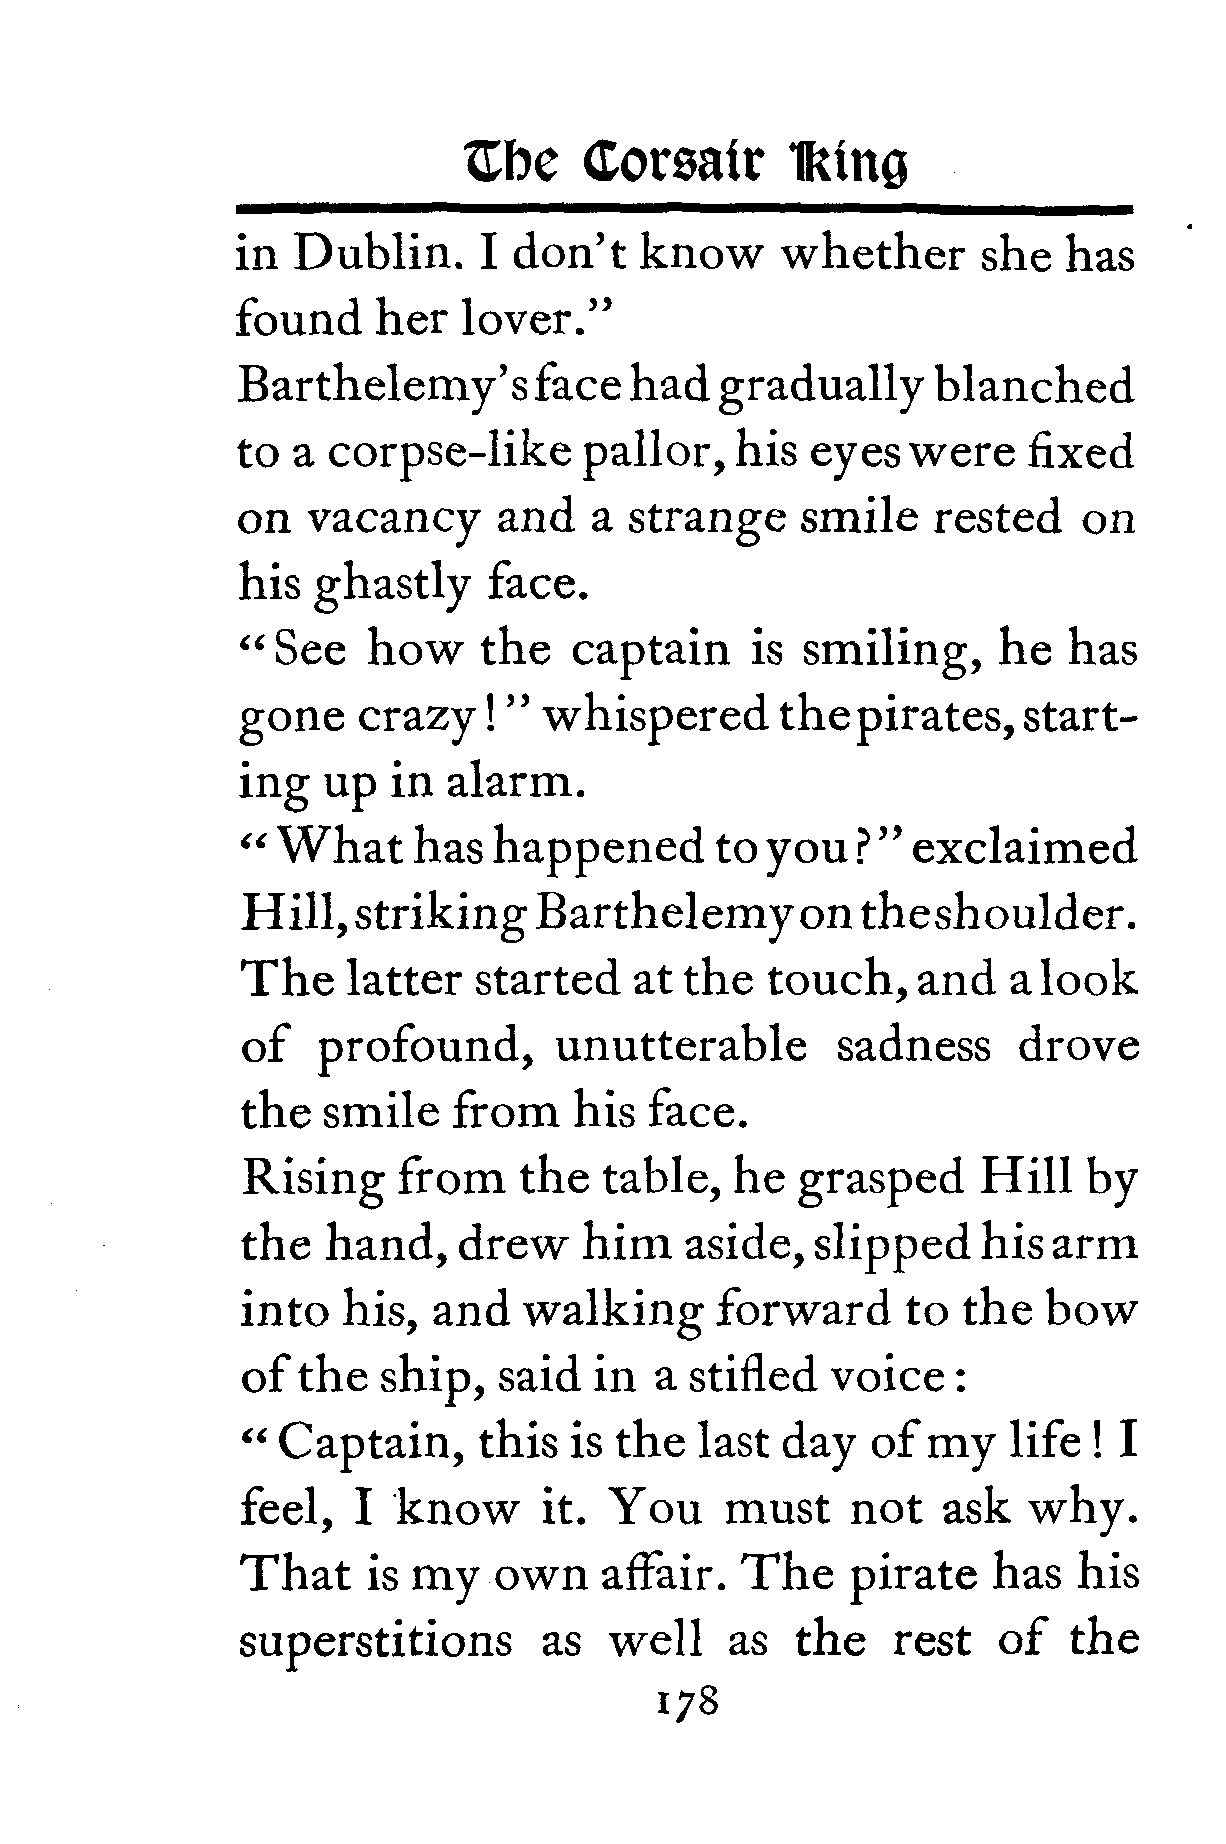 The Corsair King
in Dublin. I don't know whether she has
found her lover."
Barthelemy's face had gradually blanched
to a corpse-like pallor, his eyes were fixed
on vacancy and a strange smile rested on
his ghastly face.
"See how the captain is smiling, he has
gone crazy!" whispered the pirates, start-
ing up in alarm.
"What has happened to you?" exclaimed
Hill, striking Barthelemy on the shoulder.
The latter started at the touch, and a look
of profound, unutterable sadness drove
the smile from his face.
Rising from the table, he grasped Hill by
the hand, drew him aside, slipped his arm
into his, and walking forward to the bow
of the ship, said in a stifled voice:
"Captain, this is the last day of my life! I
feel, I know it. You must not ask why.
That is my own affair. The pirate has his
superstitions as well as the rest of the
178